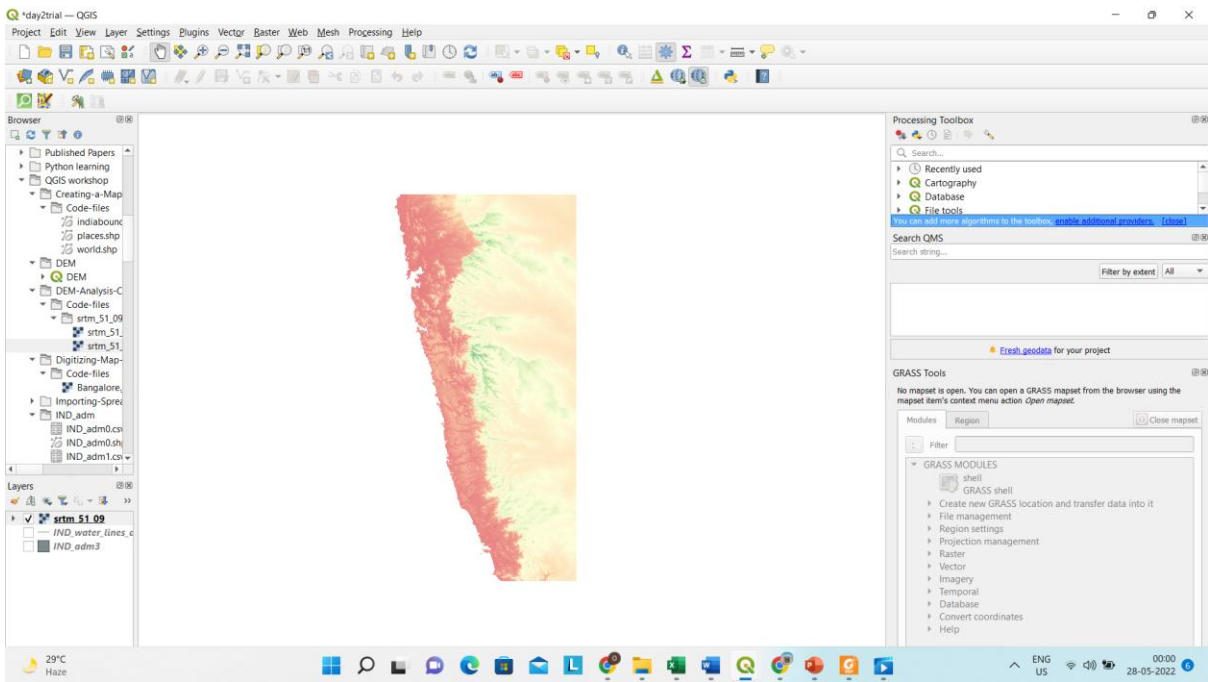 *day2trial — QGIS
Project Edit View Layer Settings Plugins Vector Raster Web Mesh Processing Help
Browser
Published Papers
Python learning
QGIS workshop
Creating-a-Map
Code-files
indiabound
places.shp
world.shp
DEM
DEM
DEM-Analysis-C
Code-files
srtm_51_09
srtm_51_
srtm_51_
Digitizing-Map-
Code-files
Bangalore,
Importing-Sprea
IND_adm
IND_adm0.csv
IND_adm0.sh
IND_adm1.csv
Layers
srtm 51 09
IND_water_lines_c
IND_adm3
Processing Toolbox
Search...
Recently used
Cartography
Database
File tools
You can add more algorithms to the toolbox, enable additional providers. [close]
Search QMS
Search string...
Filter by extent All
Fresh geodata for your project
GRASS Tools
No mapset is open. You can open a GRASS mapset from the browser using the
mapset item's context menu action Open mapset.
Modules Region Close mapset
Filter
GRASS MODULES
shell
GRASS shell
Create new GRASS location and transfer data into it
File management
Region settings
Projection management
Raster
Vector
Imagery
Temporal
Database
Convert coordinates
Help
29°C
Haze
ENG
US
00:00
28-05-2022
6